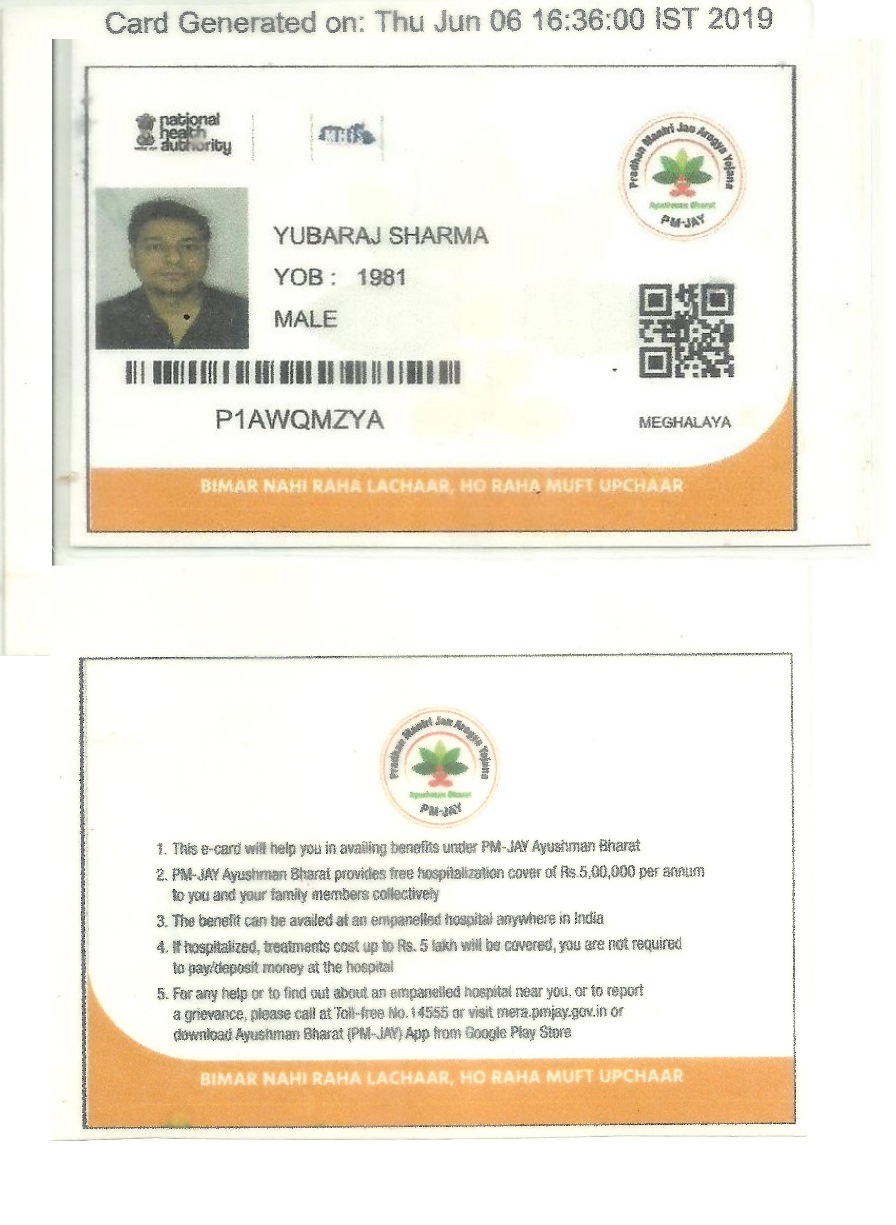 Card Generated on: Thu Jun 06 16:36:00 IST 2019
national
health
authority
MHIS
Pradhan Mantri Jan Arogya Yojana
Ayushman Bharat
PM-JAY
YUBARAJ SHARMA
YOB : 1981
MALE
P1AWQMZYA
MEGHALAYA
BIMAR NAHI RAHA LACHAAR, HO RAHA MUFT UPCHAAR
Pradhan Mantri Jan Arogya Yojana
Ayushman Bharat
PM-JAY
1. This e-card will help you in availing benefits under PM-JAY Ayushman Bharat
2. PM-JAY Ayushman Bharat provides free hospitalization cover of Rs.5,00,000 per annum
to you and your family members collectively
3. The benefit can be availed at an empanelled hospital anywhere in India
4. If hospitalized, treatments cost up to Rs. 5 lakh will be covered, you are not required
to pay/deposit money at the hospital
5. For any help or to find out about an empanelled hospital near you, or to report
a grievance, please call at Toll-free No.14555 or visit mera.pmjay.gov.in or
download Ayushman Bharat (PM-JAY) App from Google Play Store
BIMAR NAHI RAHA LACHAAR, HO RAHA MUFT UPCHAAR